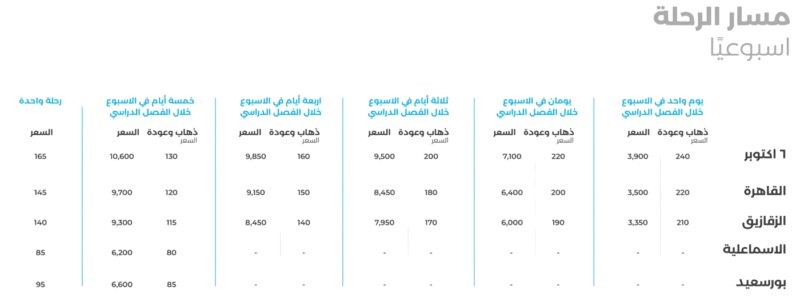 مسار الرحلة
اسبوعيًا
يوم واحد في الاسبوع يومان في الاسبوع ثلاثة أيام في الاسبوع اربعة أيام في الاسبوع خمسة أيام في الاسبوع رحلة واحدة
خلال الفصل الدراسي خلال الفصل الدراسي خلال الفصل الدراسي خلال الفصل الدراسي خلال الفصل الدراسي
ذهاب وعودة السعر ذهاب وعودة السعر ذهاب وعودة السعر ذهاب وعودة السعر ذهاب وعودة السعر السعر
السعر السعر السعر السعر السعر
٦ اكتوبر 240 3,900 220 7,100 200 9,500 160 9,850 130 10,600 165
القاهرة 220 3,500 200 6,400 180 8,450 150 9,150 120 9,700 145
الزقازيق 210 3,350 190 6,000 170 7,950 140 8,450 115 9,300 140
الاسماعلية - - - - - - - - 80 6,200 85
بورسعيد - - - - - - - - 85 6,600 95